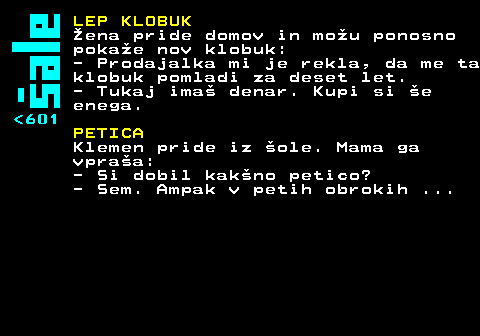 šale
<601
LEP KLOBUK
Žena pride domov in možu ponosno
pokaže nov klobuk:
- Prodajalka mi je rekla, da me ta
klobuk pomladi za deset let.
- Tukaj imaš denar. Kupi si še
enega.
PETICA
Klemen pride iz šole. Mama ga
vpraša:
- Si dobil kakšno petico?
- Sem. Ampak v petih obrokih ...